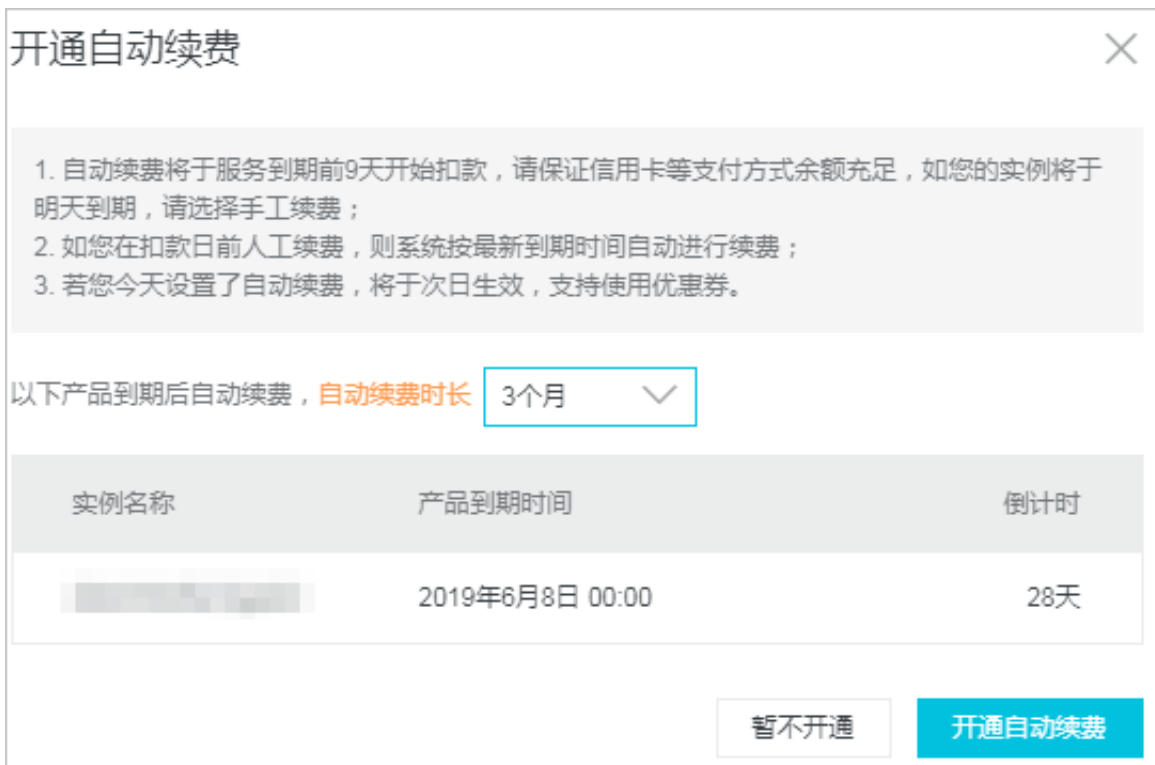 开通自动续费
1. 自动续费将于服务到期前9天开始扣款，请保证信用卡等支付方式余额充足，如您的实例将于
明天到期，请选择手工续费；
2. 如您在扣款日前人工续费，则系统按最新到期时间自动进行续费；
3. 若您今天设置了自动续费，将于次日生效，支持使用优惠券。
以下产品到期后自动续费，自动续费时长 3个月
实例名称 产品到期时间 倒计时
2019年6月8日 00:00 28天
暂不开通 开通自动续费